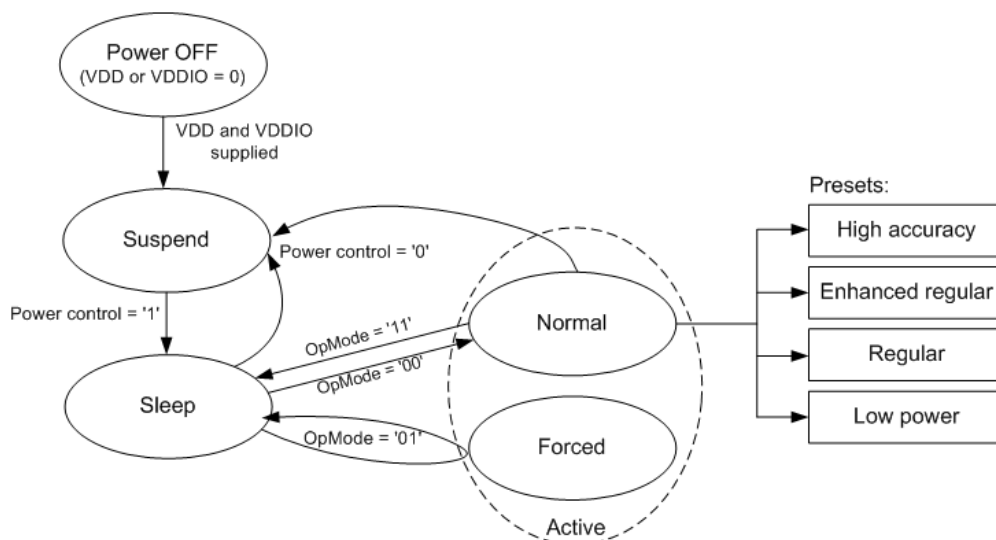 Power OFF
(VDD or VDDIO = 0)
VDD and VDDIO
supplied
Presets:
High accuracy
Suspend
Power control = '0'
Enhanced regular
Power control = '1'
Normal
OpMode = '11'
Regular
OpMode = '00'
Sleep
Low power
OpMode = '01'
Forced
Active